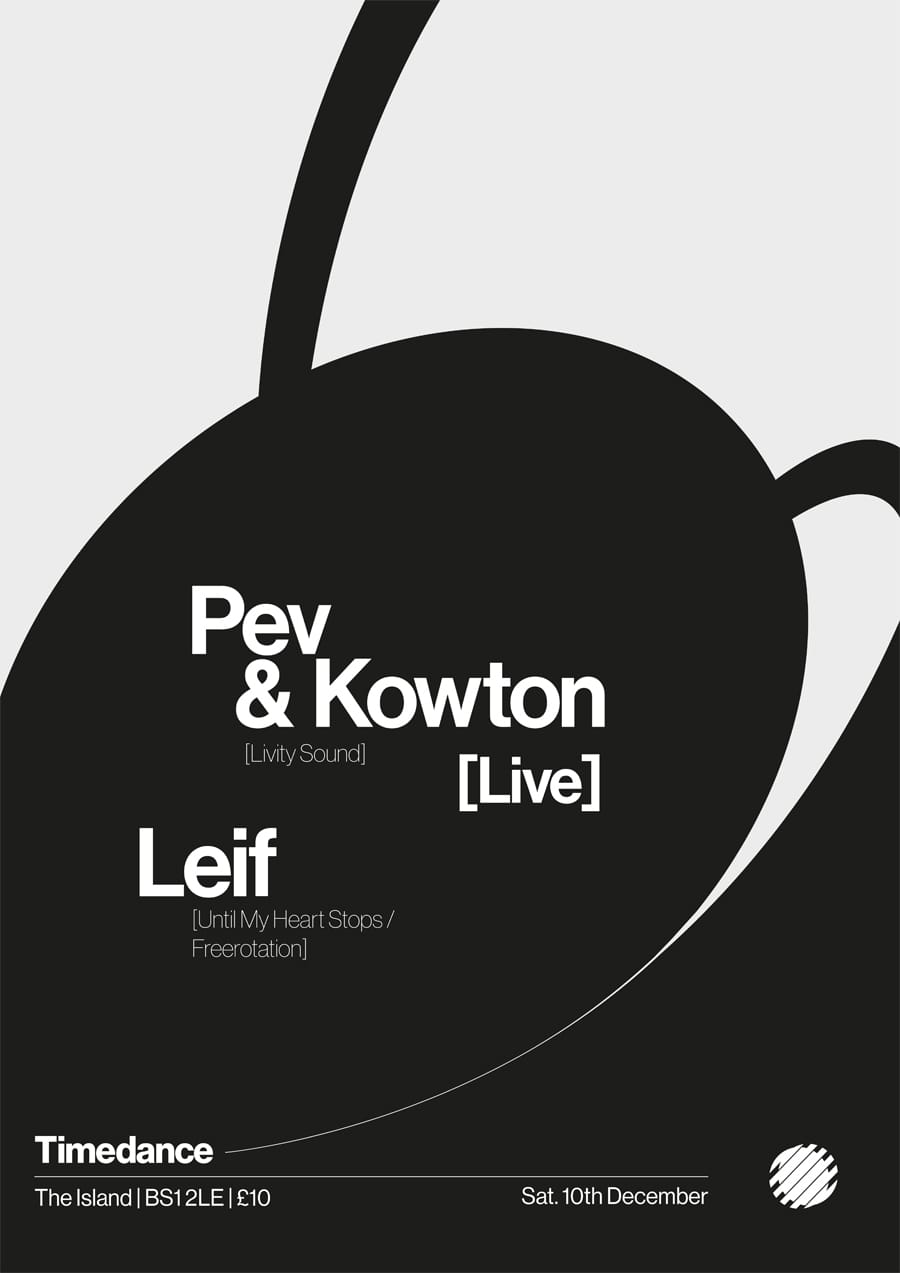 Pev
& Kowton
[Livity Sound]
[Live]
Leif
[Until My Heart Stops /
Freerotation]
Timedance
The Island | BS1 2LE | £10
Sat. 10th December